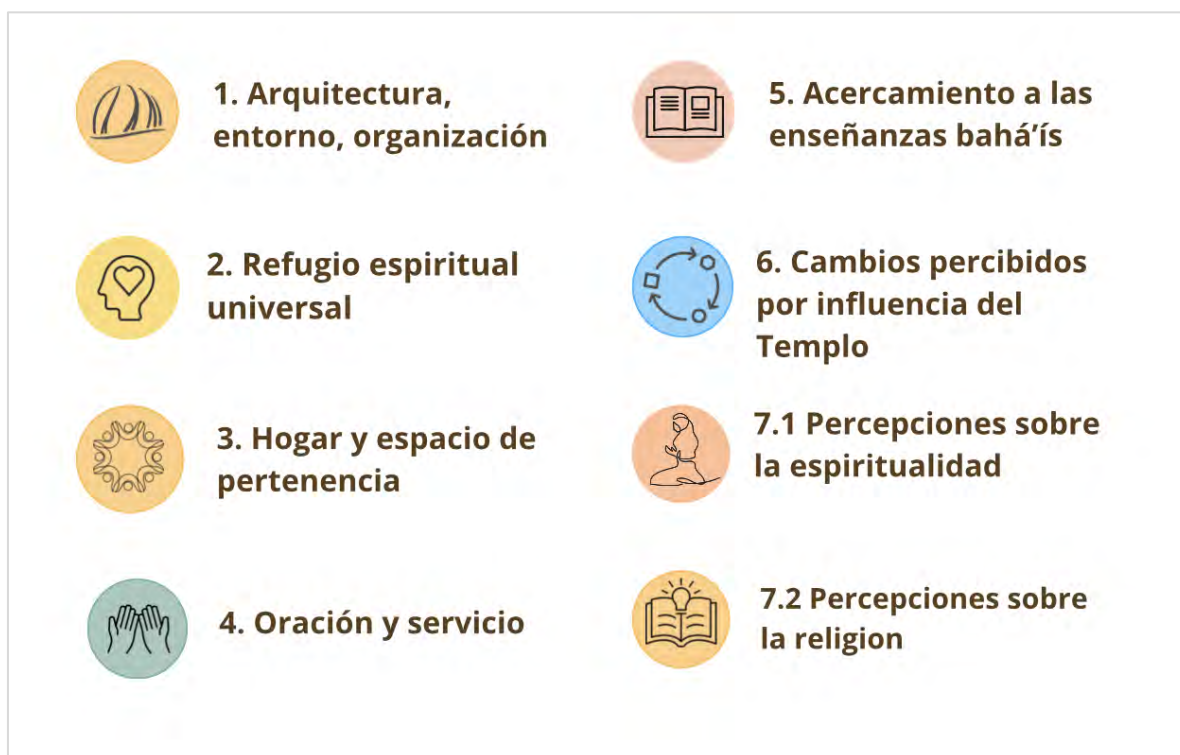 1. Arquitectura,
entorno, organización
2. Refugio espiritual
universal
3. Hogar y espacio de
pertenencia
4. Oración y servicio
5. Acercamiento a las
enseñanzas bahá’ís
6. Cambios percibidos
por influencia del
Templo
7.1 Percepciones sobre
la espiritualidad
7.2 Percepciones sobre
la religion